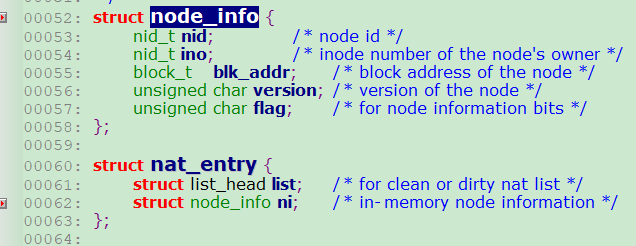 00052: struct node_info {
00053: nid_t nid; /* node id */
00054: nid_t ino; /* inode number of the node's owner */
00055: block_t blk_addr; /* block address of the node */
00056: unsigned char version; /* version of the node */
00057: unsigned char flag; /* for node information bits */
00058: };
00059:
00060: struct nat_entry {
00061: struct list_head list; /* for clean or dirty nat list */
00062: struct node_info ni; /* in-memory node information */
00063: };
00064: